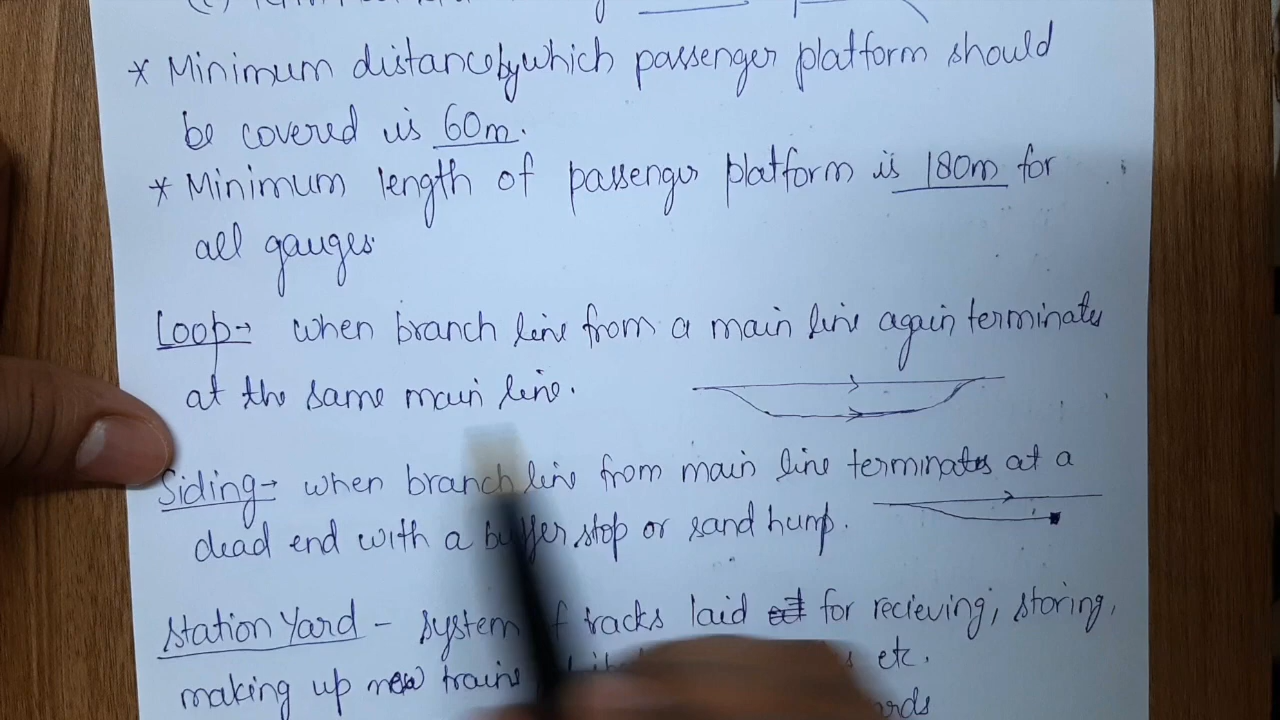 * Minimum distance by which passenger platform should
be covered is 60m.
* Minimum length of passenger platform is 180m for
all gauges.
Loop→ when branch line from a main line again terminates
at the same main line.
Siding→ when branch line from main line terminates at a
dead end with a buffer stop or sand hump.
Station Yard - system of tracks laid for recieving, storing,
making up new trains etc.